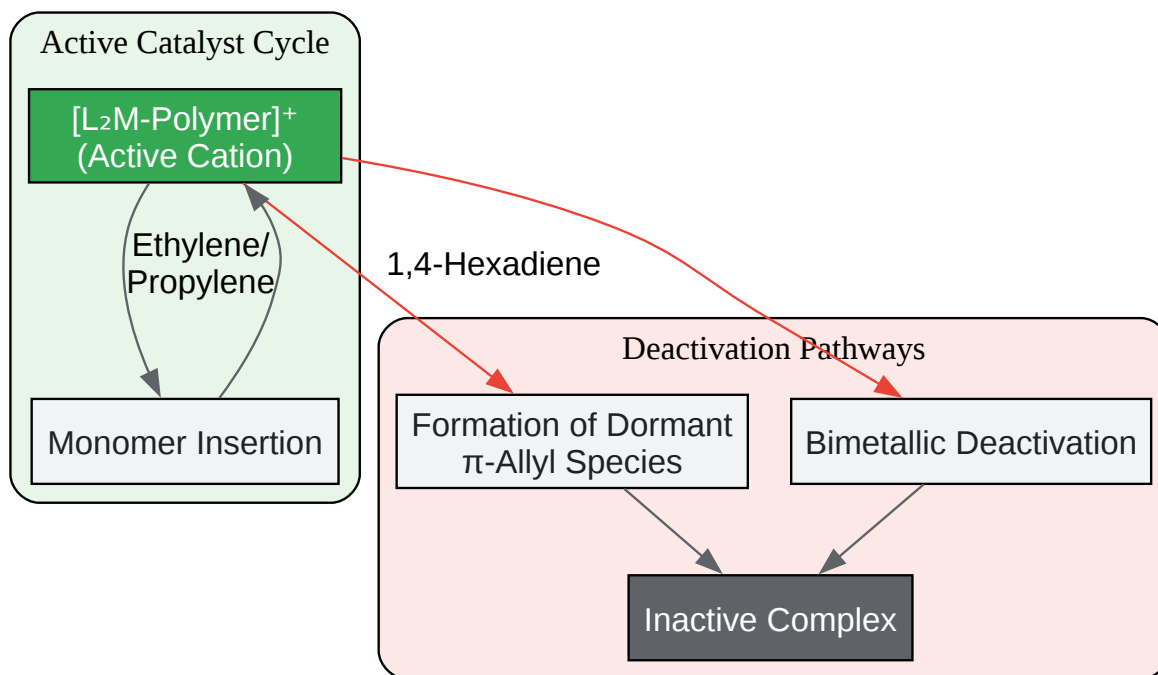 Active Catalyst Cycle
[L₂M-Polymer]⁺
(Active Cation)
Ethylene/
Propylene
1,4-Hexadiene
Monomer Insertion
Deactivation Pathways
Formation of Dormant
π-Allyl Species
Bimetallic Deactivation
Inactive Complex